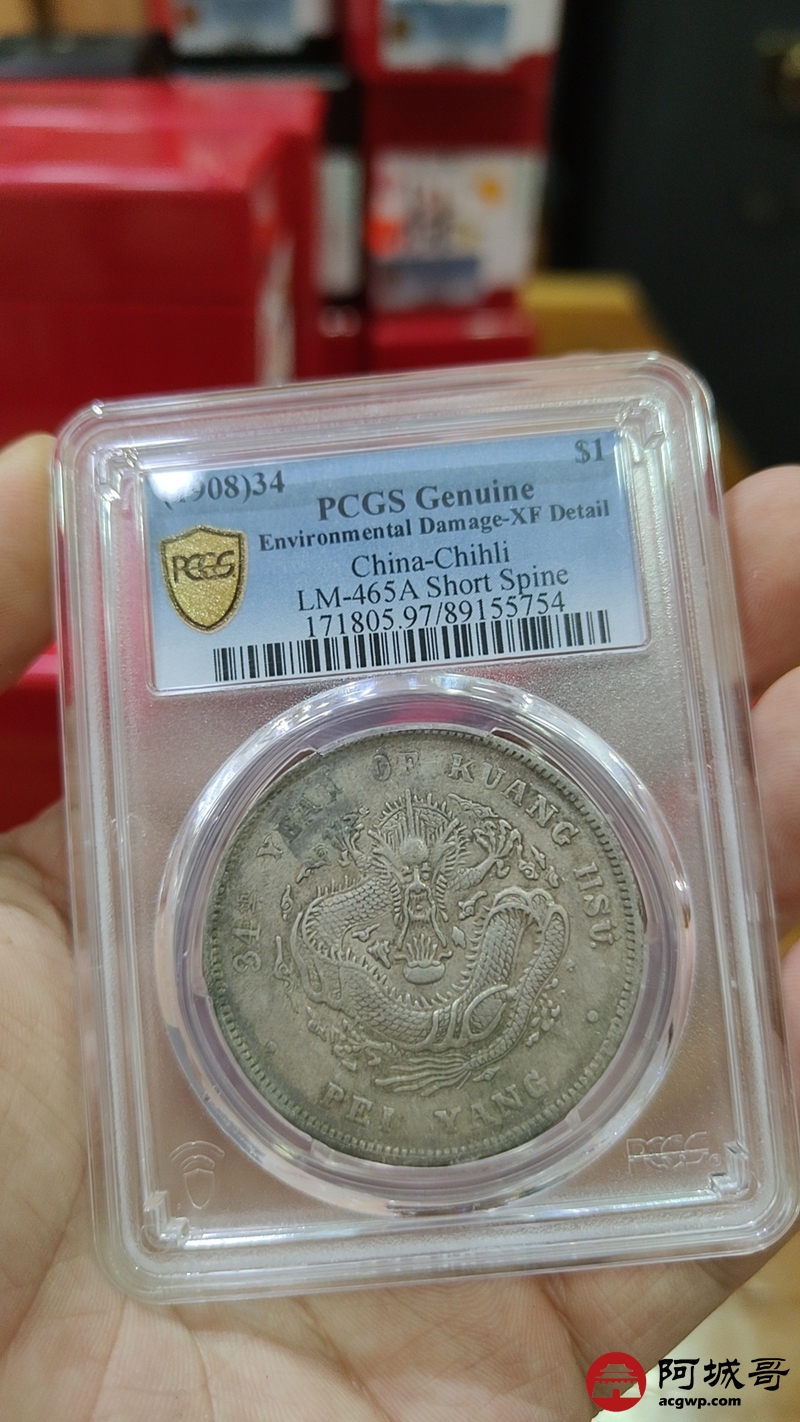 (1908)34 $1
PCGS Genuine
Environmental Damage-XF Detail
China-Chihli
LM-465A Short Spine
171805.97/89155754
PCGS
34TH YEAR OF KUANG HSU
PEI YANG
PCGS
阿城哥
acgwp.com